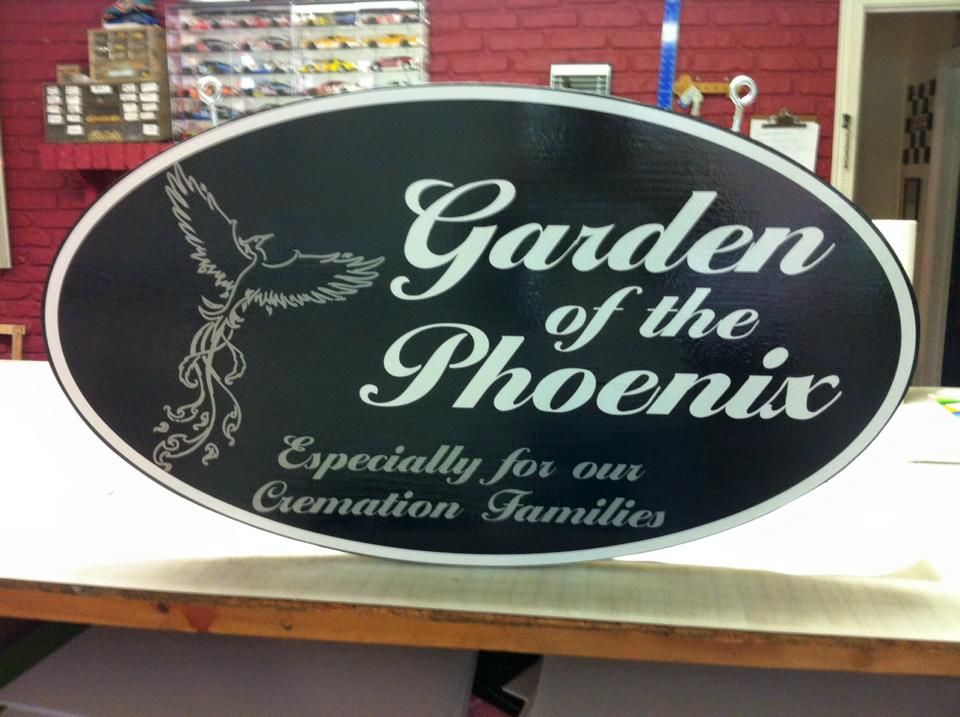 Garden
of the
Phoenix
Especially for our
Cremation Families